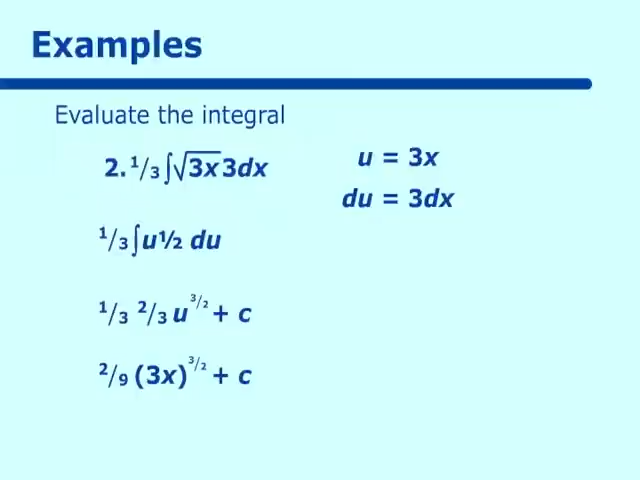 Examples
Evaluate the integral
2. ¹/₃ ∫√3x 3dx
u = 3x
du = 3dx
¹/₃ ∫u½ du
¹/₃ ²/₃ u^³/₂ + c
²/₉ (3x)^³/₂ + c